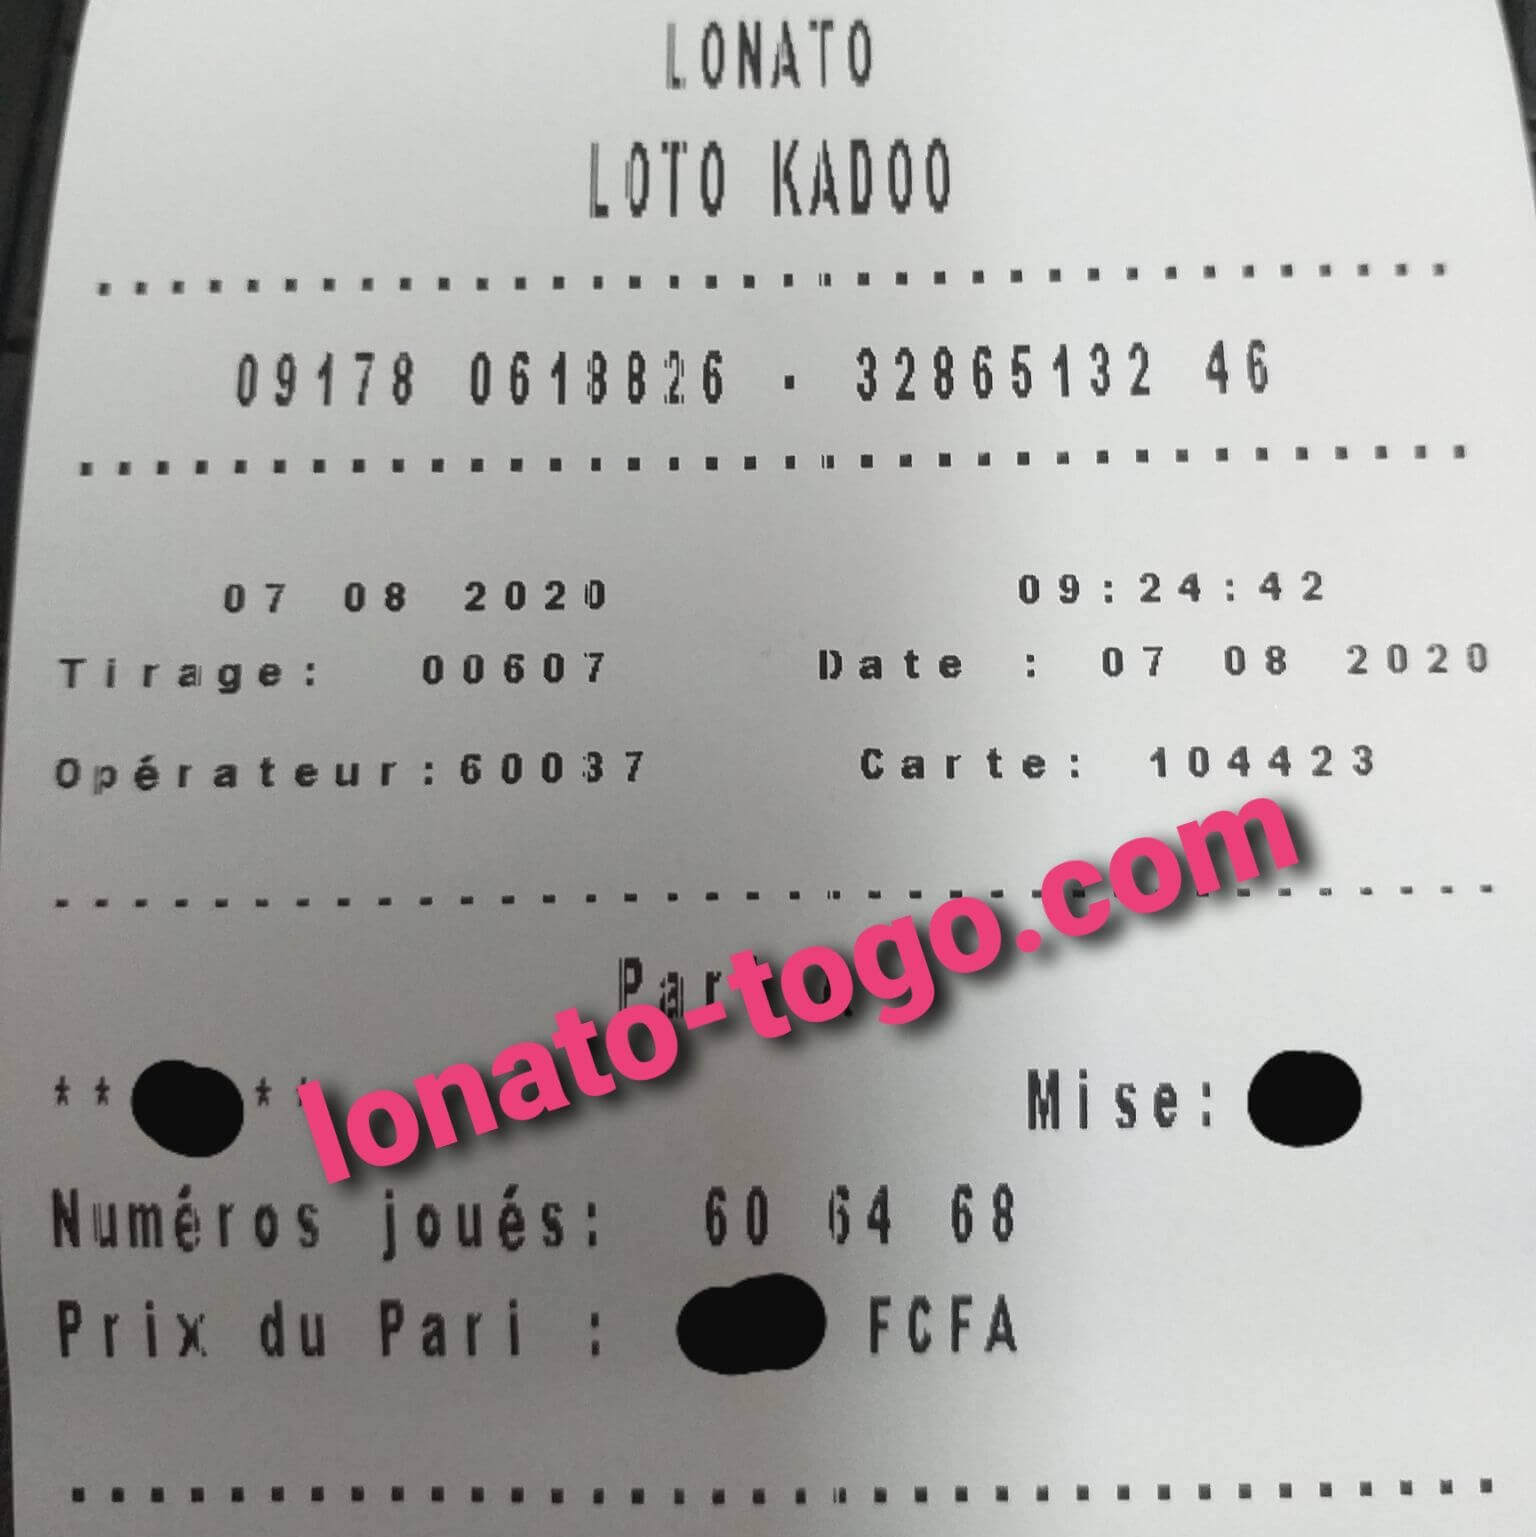 LONATO
LOTO KADOO
09178 0618826 - 32865132 46
07 08 2020 09:24:42
Tirage: 00607 Date : 07 08 2020
Opérateur:60037 Carte: 104423
lonato-togo.com
** ** Mise:
Numéros joués: 60 64 68
Prix du Pari : FCFA